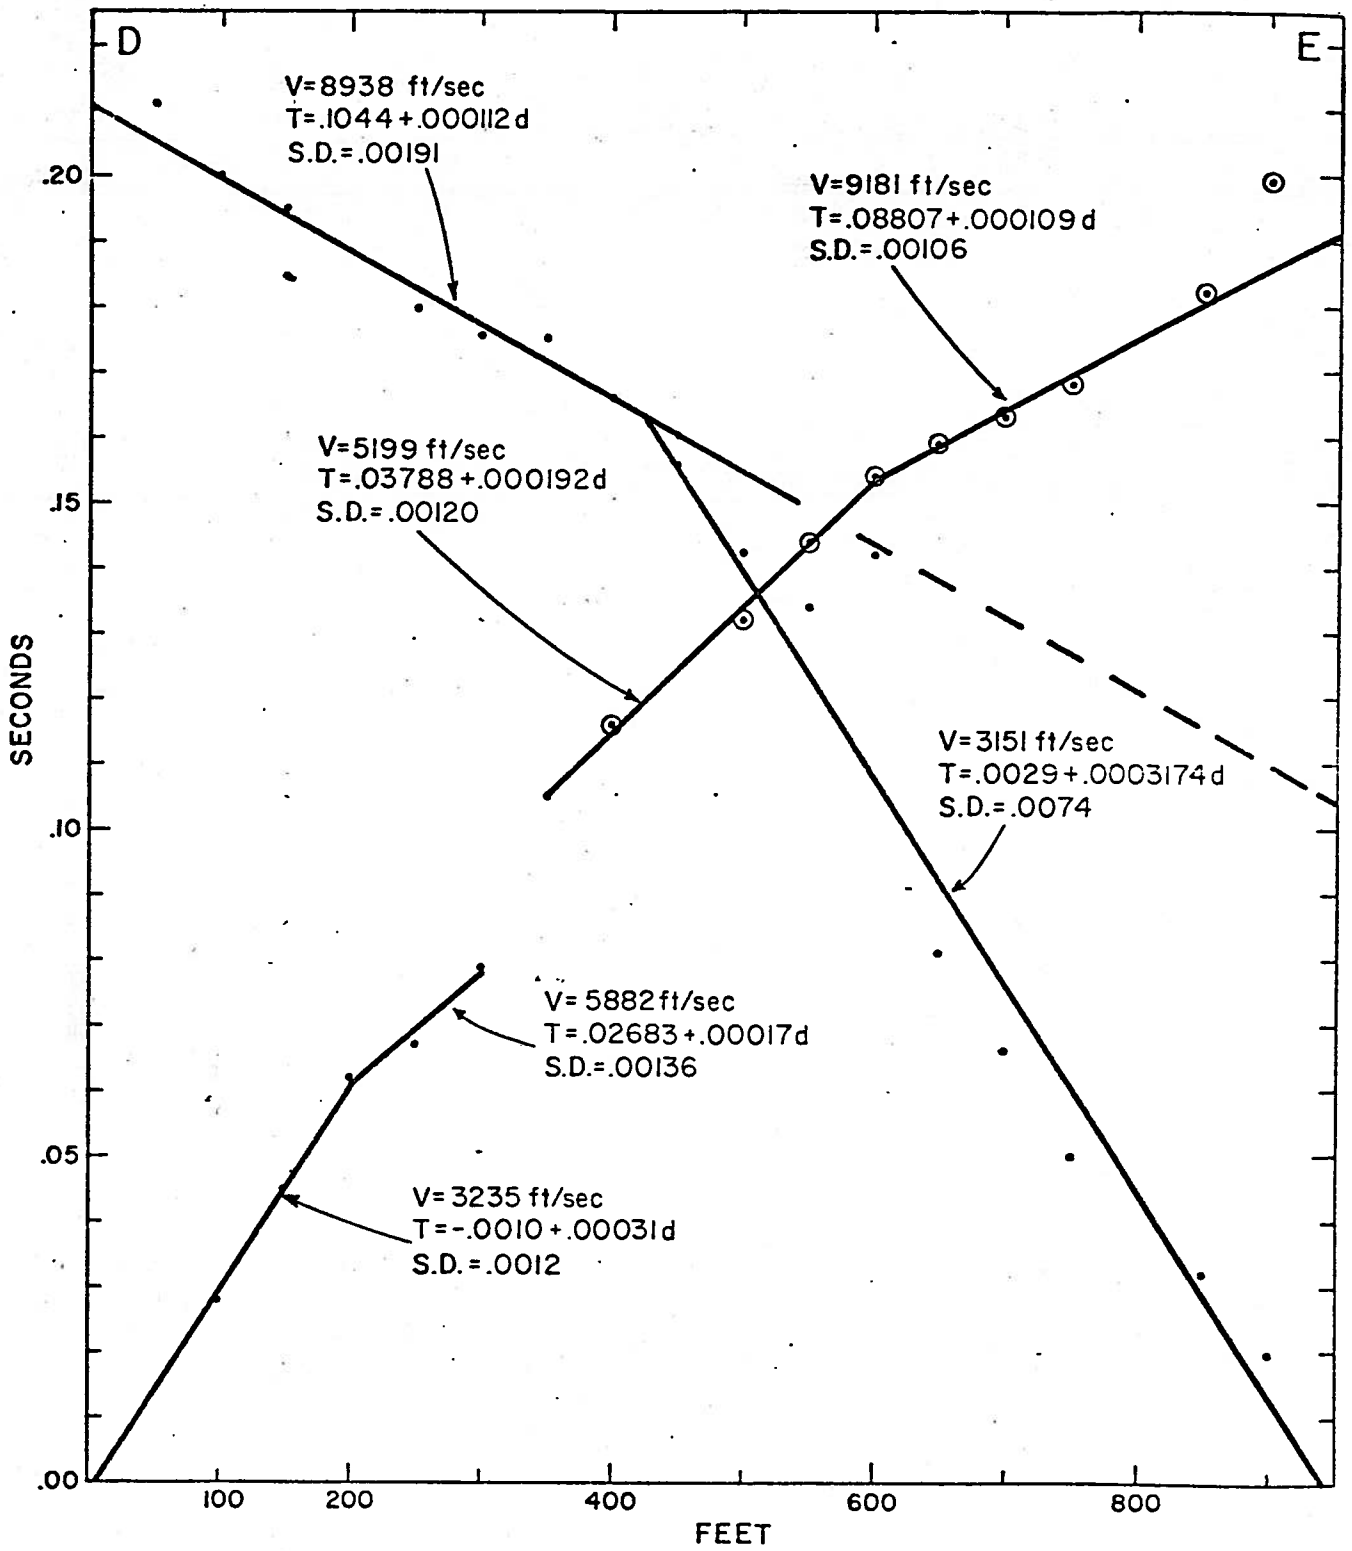 D
E
V=8938 ft/sec
T=.1044+.000112d
S.D.=.00191
V=9181 ft/sec
T=.08807+.000109d
S.D.=.00106
V=5199 ft/sec
T=.03788+.000192d
S.D.=.00120
V=3151 ft/sec
T=.0029+.0003174d
S.D.=.0074
V=5882ft/sec
T=.02683+.00017d
S.D.=.00136
V=3235 ft/sec
T=-.0010+.00031d
S.D.=.0012
SECONDS
.20
.15
.10
.05
.00
100 200 400 600 800
FEET